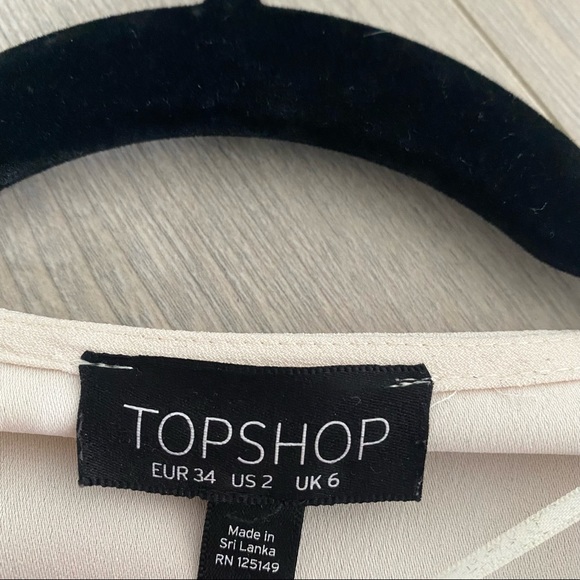 TOPSHOP
EUR 34 US 2 UK 6
Made in
Sri Lanka
RN 125149